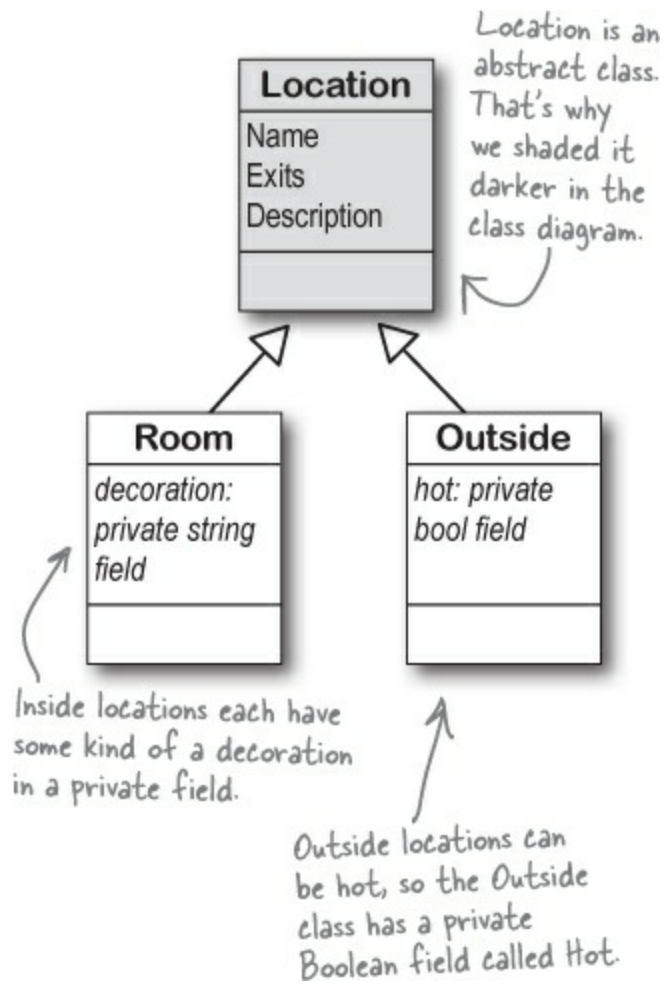 Location is an
abstract class.
That's why
we shaded it
darker in the
class diagram.
Location
Name
Exits
Description
Room
decoration:
private string
field
Outside
hot: private
bool field
Inside locations each have
some kind of a decoration
in a private field.
Outside locations can
be hot, so the Outside
class has a private
Boolean field called Hot.